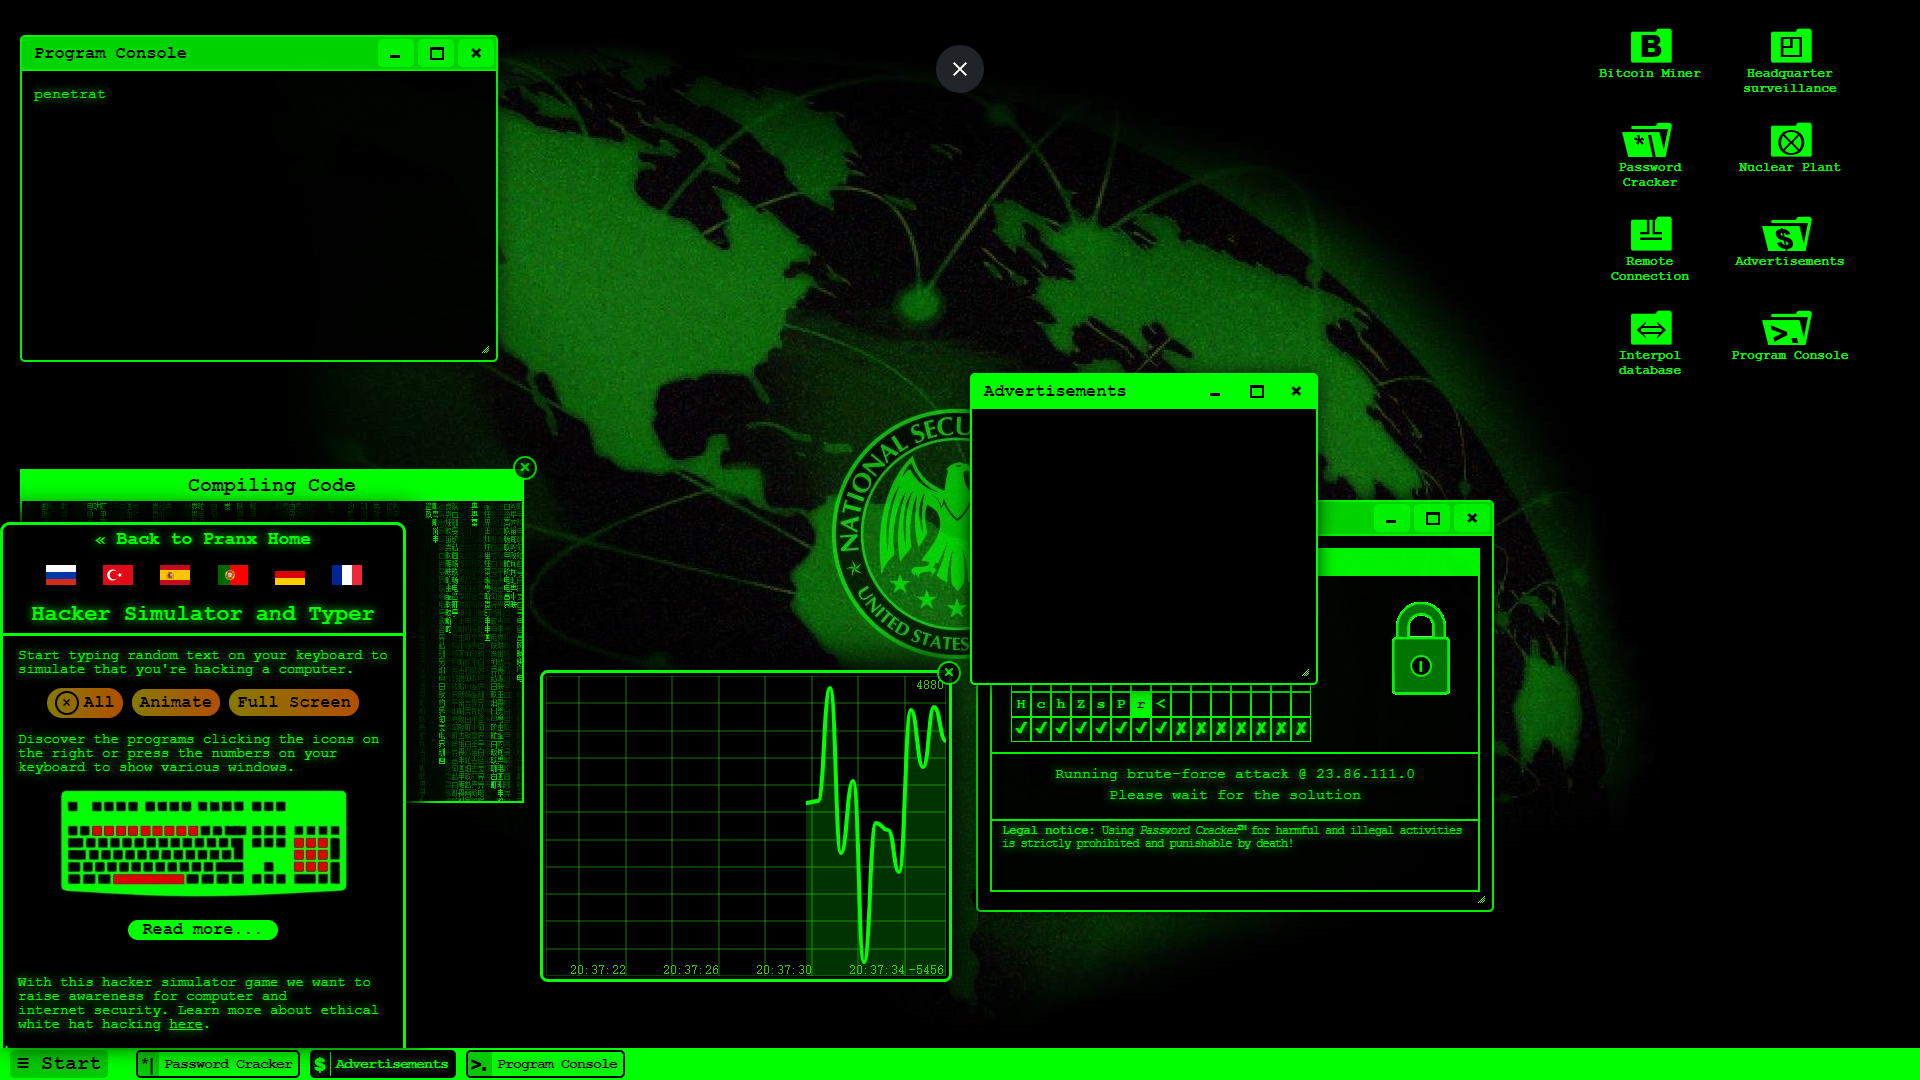 Program Console
penetrat
Bitcoin Miner
Headquarter
surveillance
Password
Cracker
Nuclear Plant
Remote
Connection
Advertisements
Interpol
database
Program Console
Advertisements
NATIONAL SECU
UNITED STATES
Compiling Code
« Back to Pranx Home
Hacker Simulator and Typer
Start typing random text on your keyboard to
simulate that you're hacking a computer.
All
Animate
Full Screen
Discover the programs clicking the icons on
the right or press the numbers on your
keyboard to show various windows.
Read more...
With this hacker simulator game we want to
raise awareness for computer and
internet security. Learn more about ethical
white hat hacking here.
4880
20:37:22 20:37:26 20:37:30 20:37:34 -5456
H c h Z s P r <
Running brute-force attack @ 23.86.111.0
Please wait for the solution
Legal notice: Using Password Cracker™ for harmful and illegal activities
is strictly prohibited and punishable by death!
≡ Start
*| Password Cracker
$ Advertisements
>. Program Console